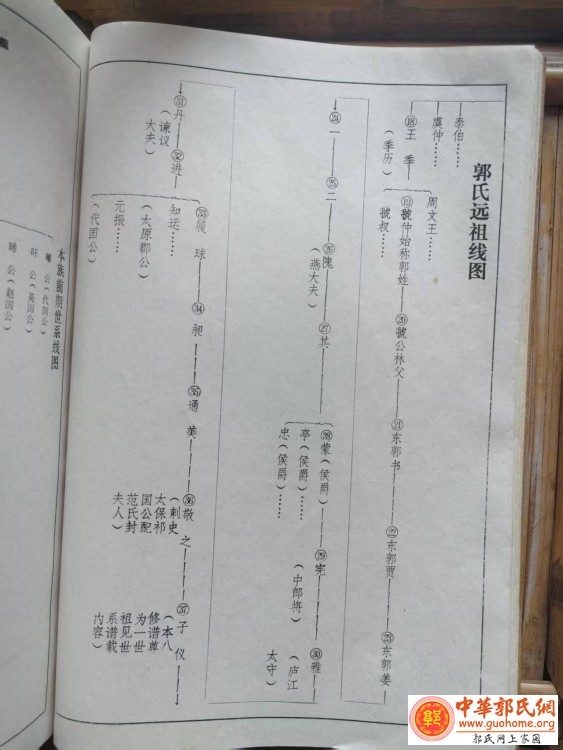 郭氏远祖线图
泰伯……
虞仲……
⑱王季
(季历)
周文王……
⑲虢仲始称郭姓
虢叔……
⑳虢公林父
㉑东郭书
㉒东郭贾
㉓东郭姜
㉔一
㉕二
㉖隗
(燕大夫)
㉗其
㉘蒙(侯爵)
亭(侯爵)……
忠(侯爵)……
㉙宪
(中郎将)
㉚雅
(庐江
太守)
㉛丹
(谏议
大夫)
㉜进
㉝履球
知运……
(太原郡公)
元振……
(代国公)
㉞昶
㉟通美
㊱敬之
(刺史
太保祁
国公配
范氏封
夫人)
㊲子仪
(本八
修谱尊
为一世
祖见世
系谱载
内容)
本族前期世系线图
曜公(代国公)
旰公(英国公)
晞公(赵国公)
中華郭氏網
www.guohome.org
郭氏网上家园